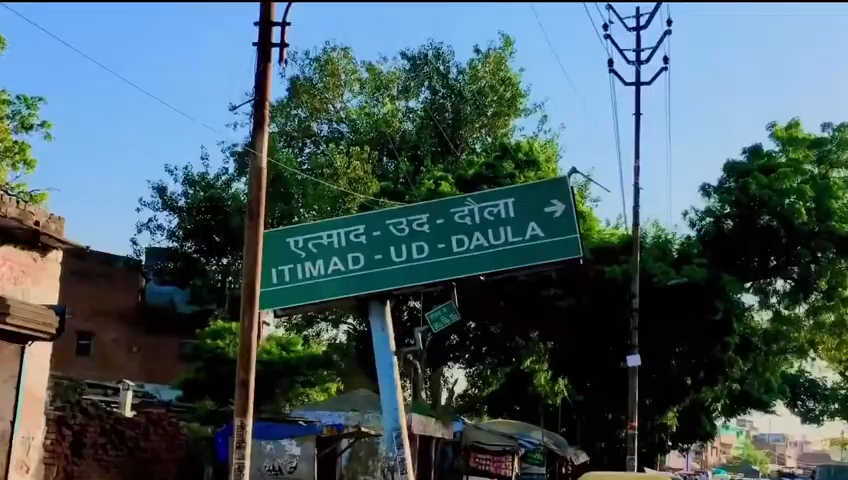 एत्माद - उद - दौला →
ITIMAD - UD - DAULA